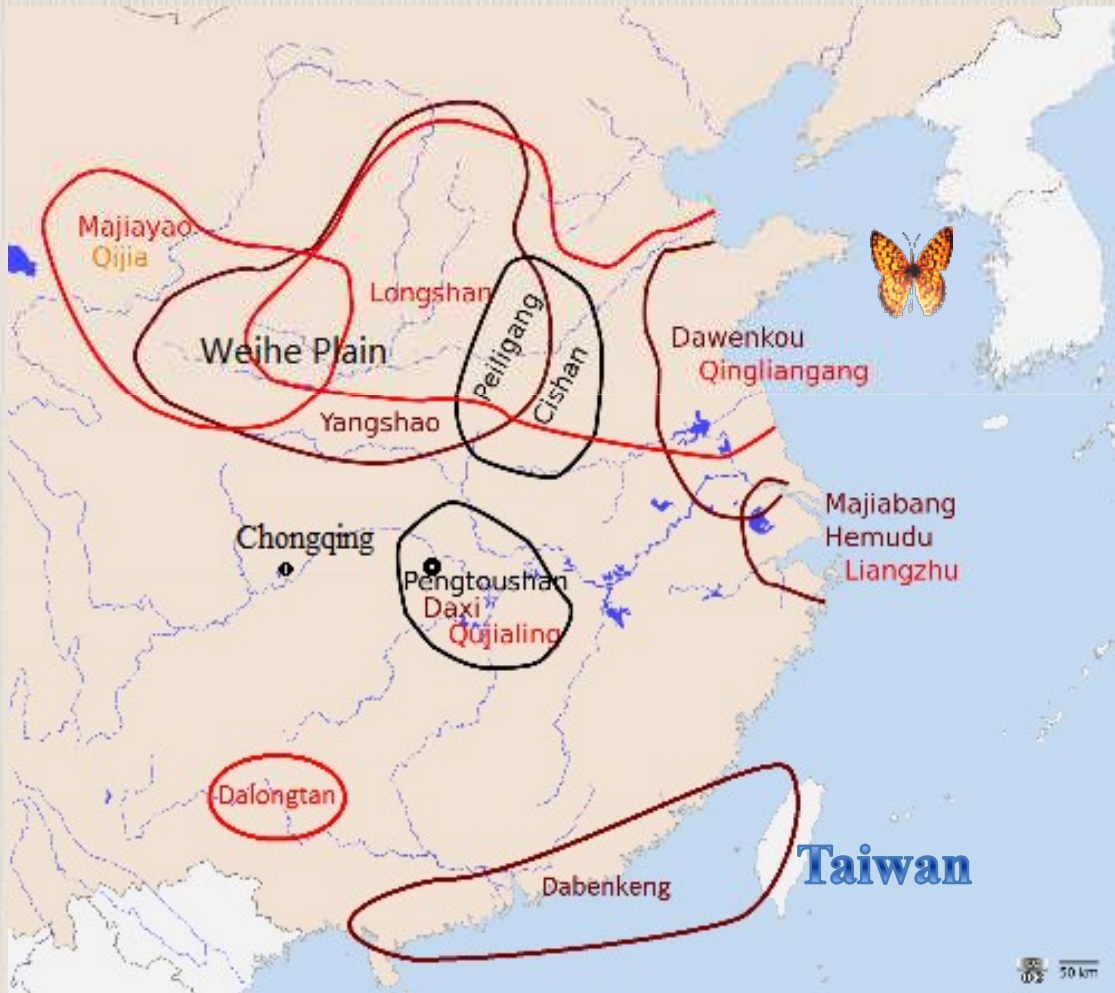 Majiayao
Qijia
Longshan
Weihe Plain
Peiligang
Cishan
Yangshao
Dawenkou
Qingliangang
Majiabang
Hemudu
Liangzhu
Chongqing
Pengtoushan
Daxi
Qujialing
Dalongtan
Dabenkeng
Taiwan
50 km